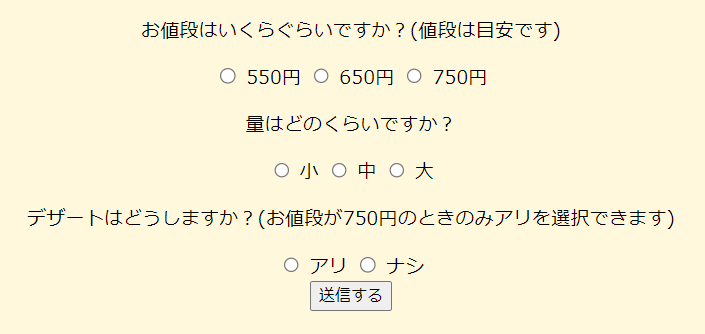 お値段はいくらぐらいですか？(値段は目安です)
550円 650円 750円
量はどのくらいですか？
小 中 大
デザートはどうしますか？(お値段が750円のときのみアリを選択できます)
アリ ナシ
送信する